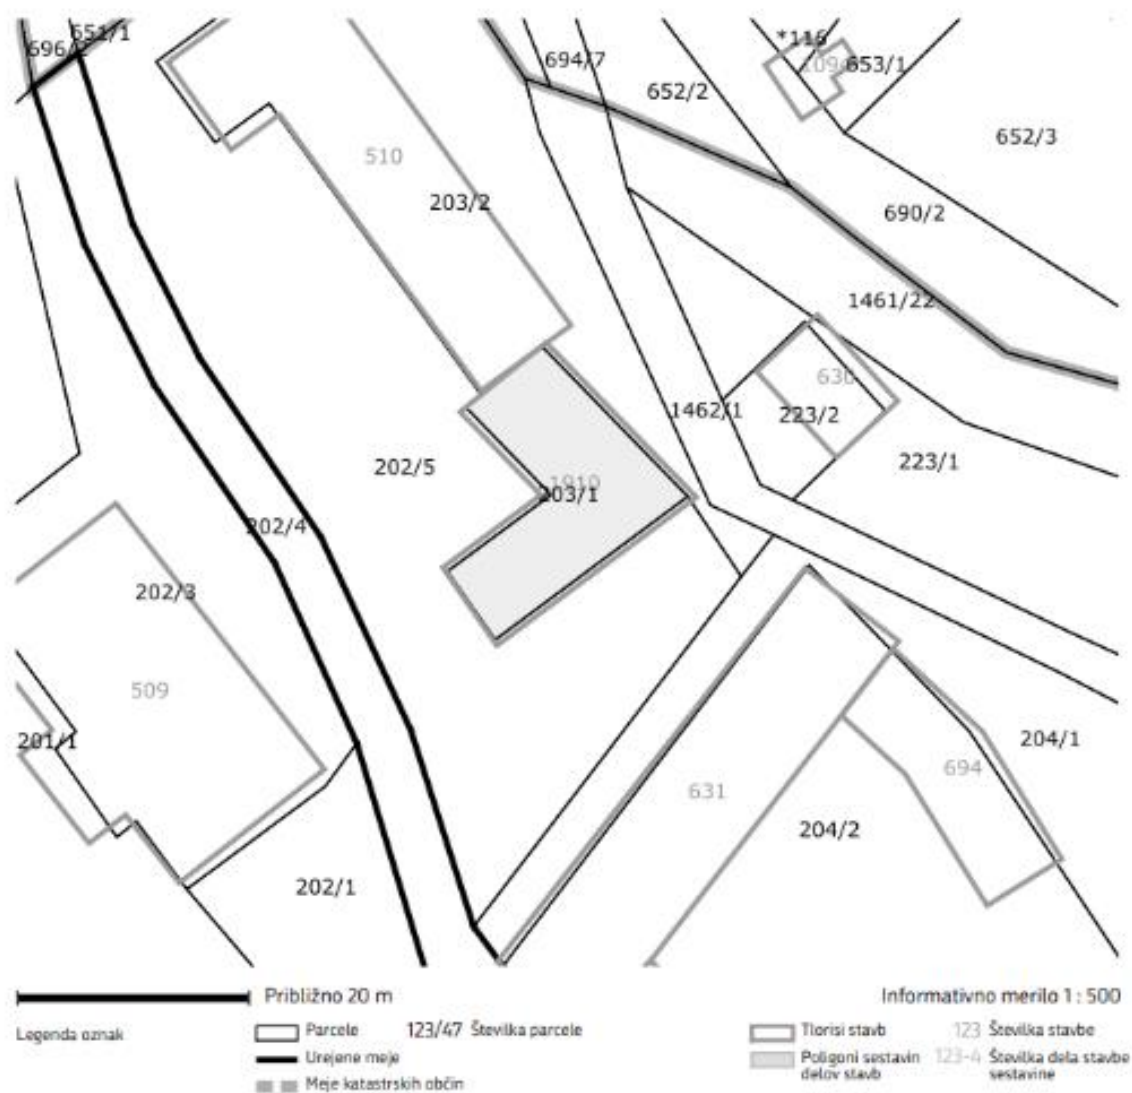 651/1
*116
694/7
109
653/1
652/2
652/3
510
203/2
690/2
1461/22
630
1462/1
223/2
202/5
223/1
1910
203/1
202/4
202/3
509
201/1
204/1
694
631
204/2
202/1
Približno 20 m
Informativno merilo 1 : 500
Legenda oznak
Parcele
123/47 Številka parcele
Urejene meje
Meje katastrskih občin
Tlorisi stavb
123 Številka stavbe
Poligoni sestavin
delov stavb
123-4 Številka dela stavbe
sestavine